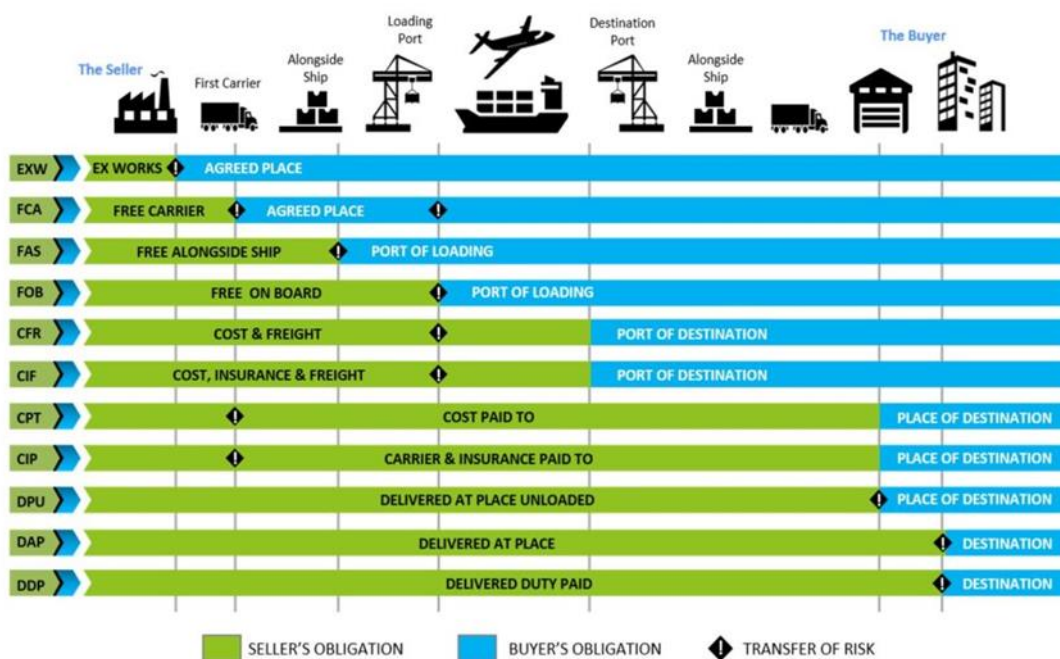 Loading
Port
Destination
Port
The Buyer
The Seller
First Carrier
Alongside
Ship
Alongside
Ship
EXW EX WORKS AGREED PLACE
FCA FREE CARRIER AGREED PLACE
FAS FREE ALONGSIDE SHIP PORT OF LOADING
FOB FREE ON BOARD PORT OF LOADING
CFR COST & FREIGHT PORT OF DESTINATION
CIF COST, INSURANCE & FREIGHT PORT OF DESTINATION
CPT COST PAID TO PLACE OF DESTINATION
CIP CARRIER & INSURANCE PAID TO PLACE OF DESTINATION
DPU DELIVERED AT PLACE UNLOADED PLACE OF DESTINATION
DAP DELIVERED AT PLACE DESTINATION
DDP DELIVERED DUTY PAID DESTINATION
SELLER'S OBLIGATION BUYER'S OBLIGATION TRANSFER OF RISK